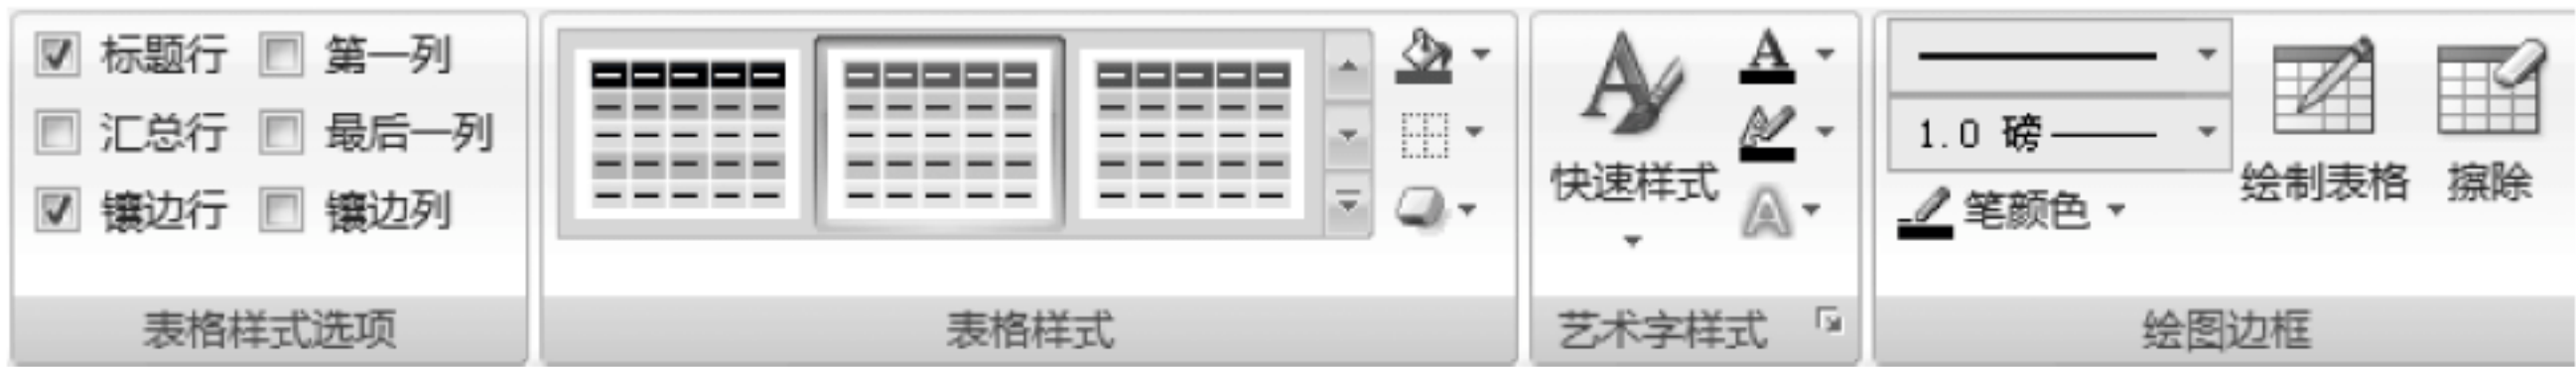 标题行 第一列
汇总行 最后一列
镶边行 镶边列
表格样式选项
表格样式
快速样式
艺术字样式
1.0 磅
笔颜色
绘制表格
擦除
绘图边框